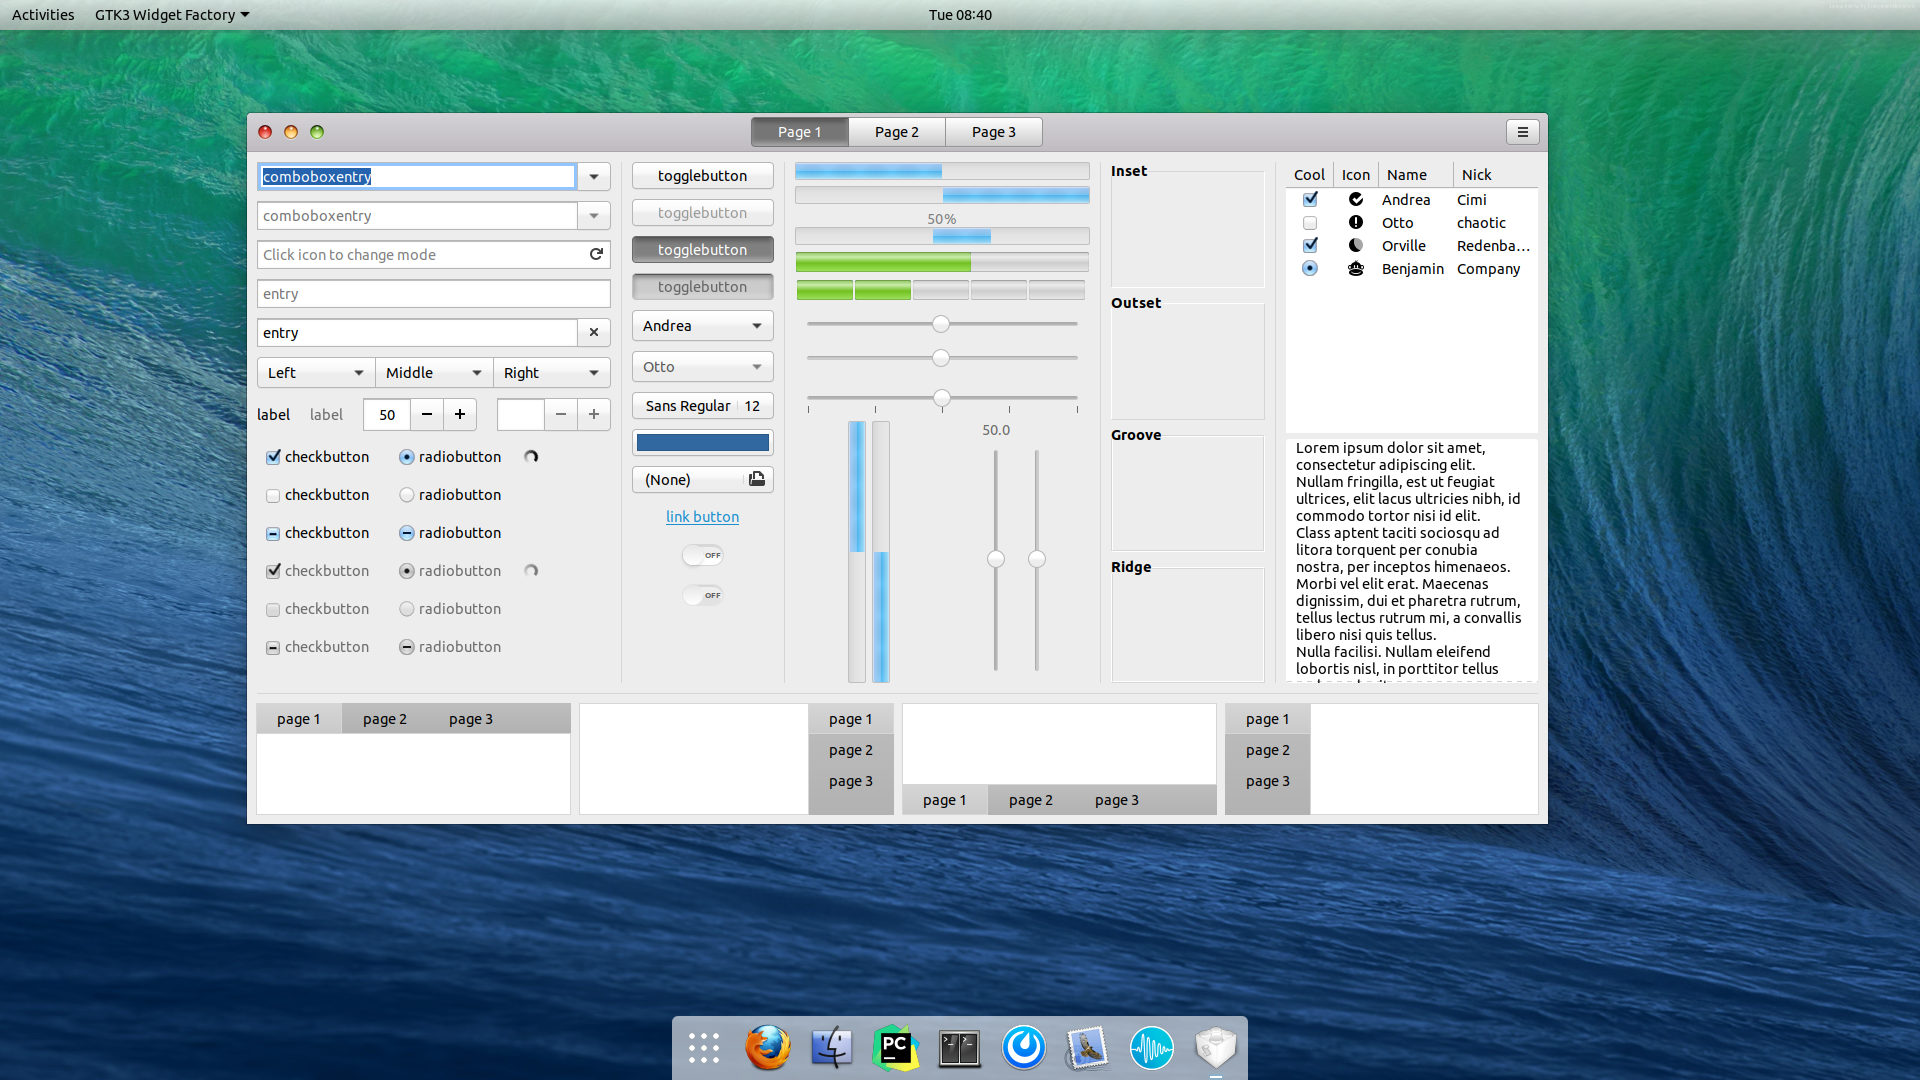 Activities GTK3 Widget Factory Tue 08:40
Page 1 Page 2 Page 3
comboboxentry
comboboxentry
Click icon to change mode
entry
entry
Left Middle Right
label label 50
checkbutton radiobutton
checkbutton radiobutton
checkbutton radiobutton
checkbutton radiobutton
checkbutton radiobutton
checkbutton radiobutton
togglebutton
togglebutton
togglebutton
togglebutton
Andrea
Otto
Sans Regular 12
(None)
link button
OFF
OFF
50%
50.0
Inset
Outset
Groove
Ridge
Cool Icon Name Nick
Andrea Cimi
Otto chaotic
Orville Redenba...
Benjamin Company
Lorem ipsum dolor sit amet,
consectetur adipiscing elit.
Nullam fringilla, est ut feugiat
ultrices, elit lacus ultricies nibh, id
commodo tortor nisi id elit.
Class aptent taciti sociosqu ad
litora torquent per conubia
nostra, per inceptos himenaeos.
Morbi vel elit erat. Maecenas
dignissim, dui et pharetra rutrum,
tellus lectus rutrum mi, a convallis
libero nisi quis tellus.
Nulla facilisi. Nullam eleifend
lobortis nisl, in porttitor tellus
page 1 page 2 page 3
page 1
page 2
page 3
page 1 page 2 page 3
page 1
page 2
page 3
PC